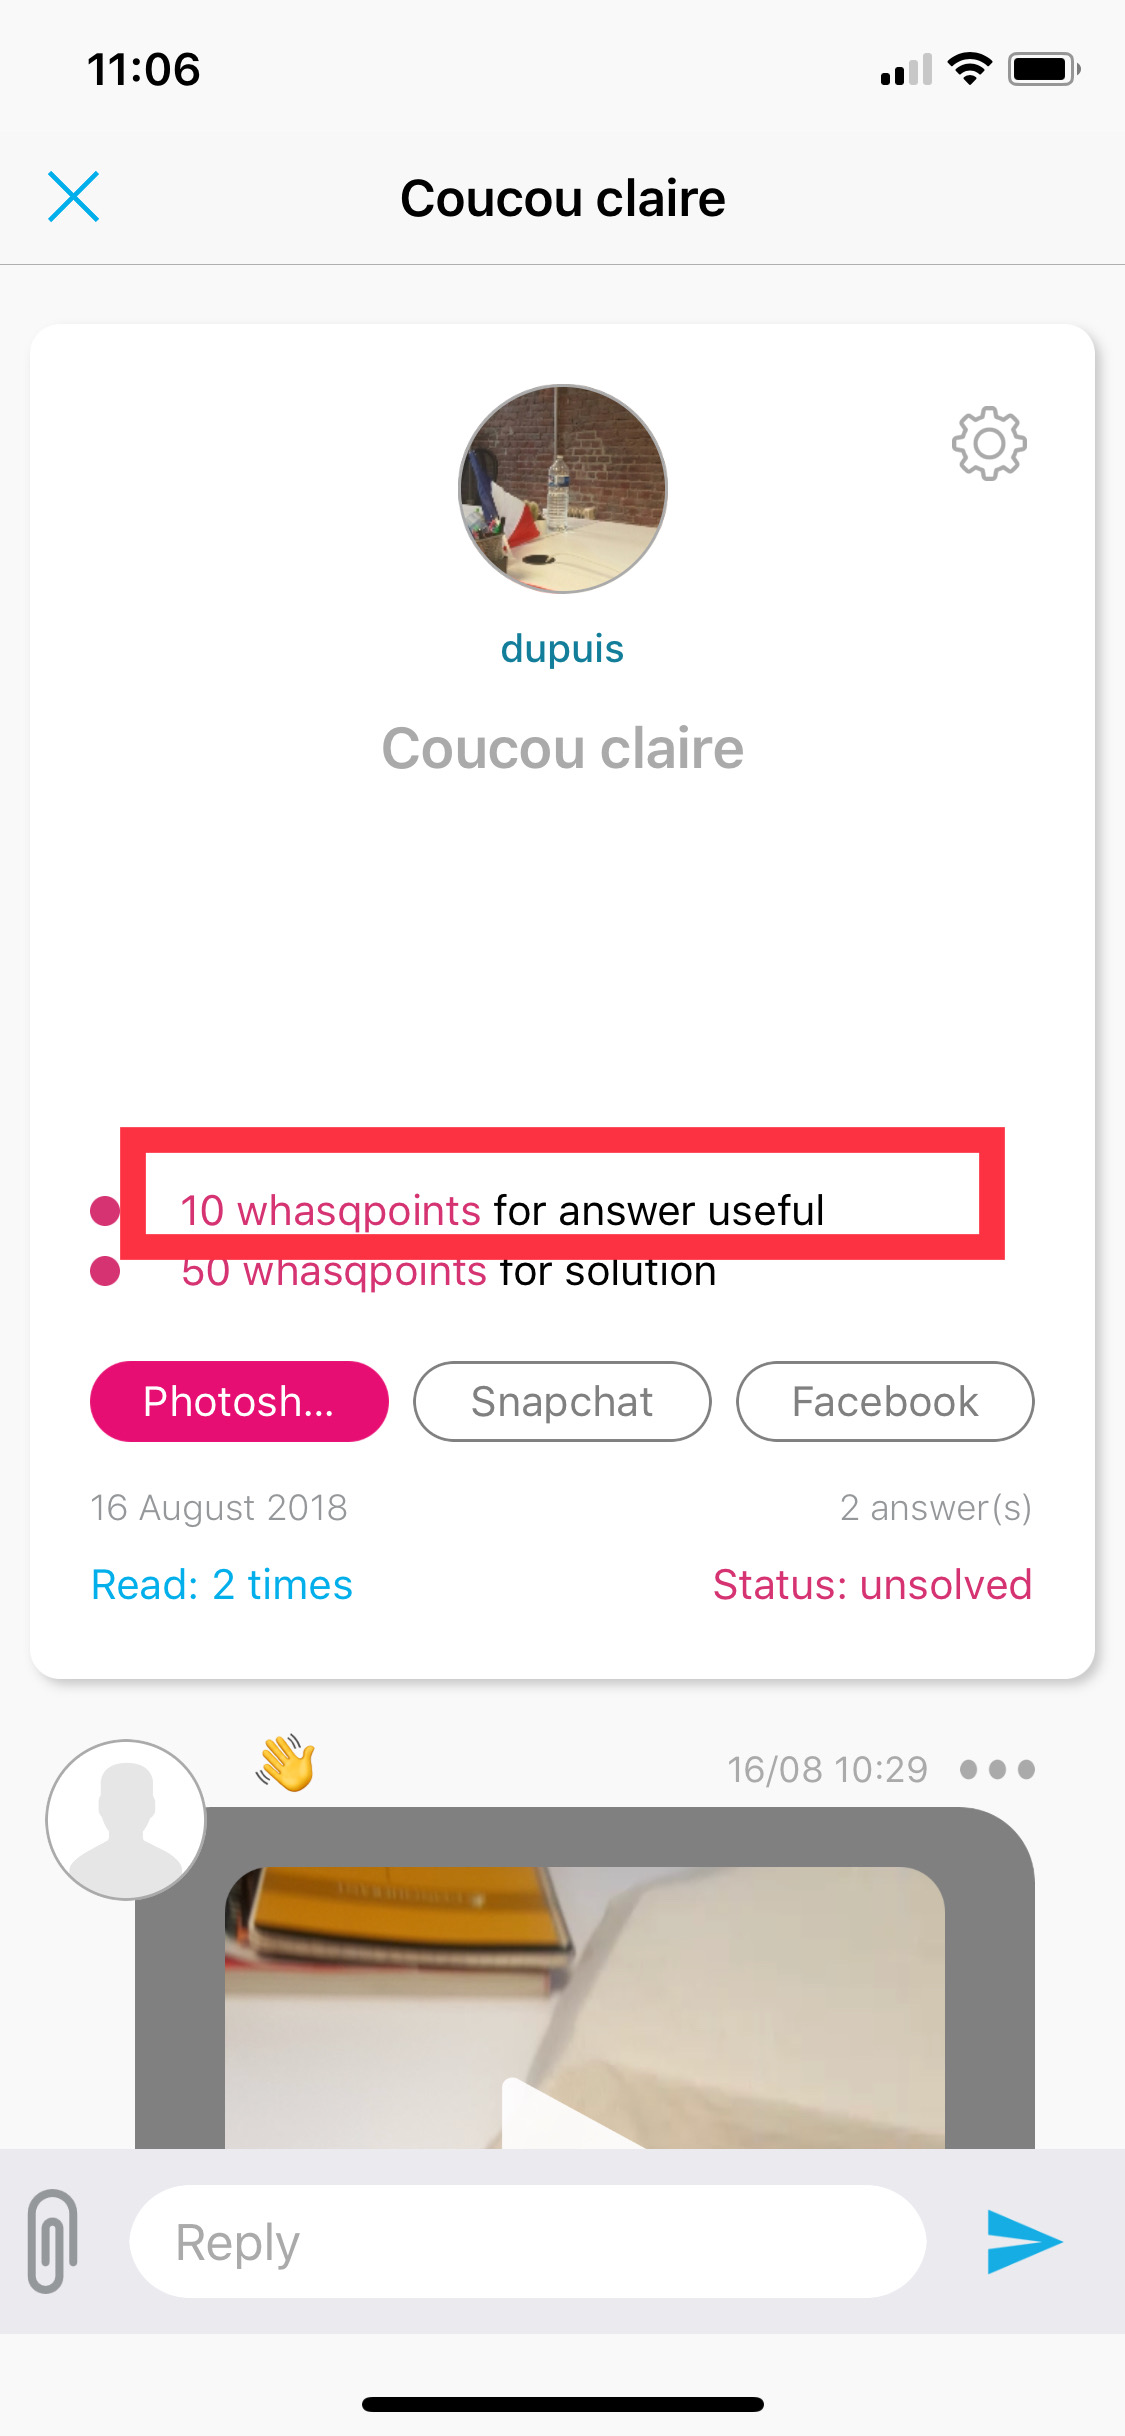 11:06
Coucou claire
dupuis
Coucou claire
10 whasqpoints for answer useful
50 whasqpoints for solution
Photosh...
Snapchat
Facebook
16 August 2018
2 answer(s)
Read: 2 times
Status: unsolved
👋
16/08 10:29
Reply